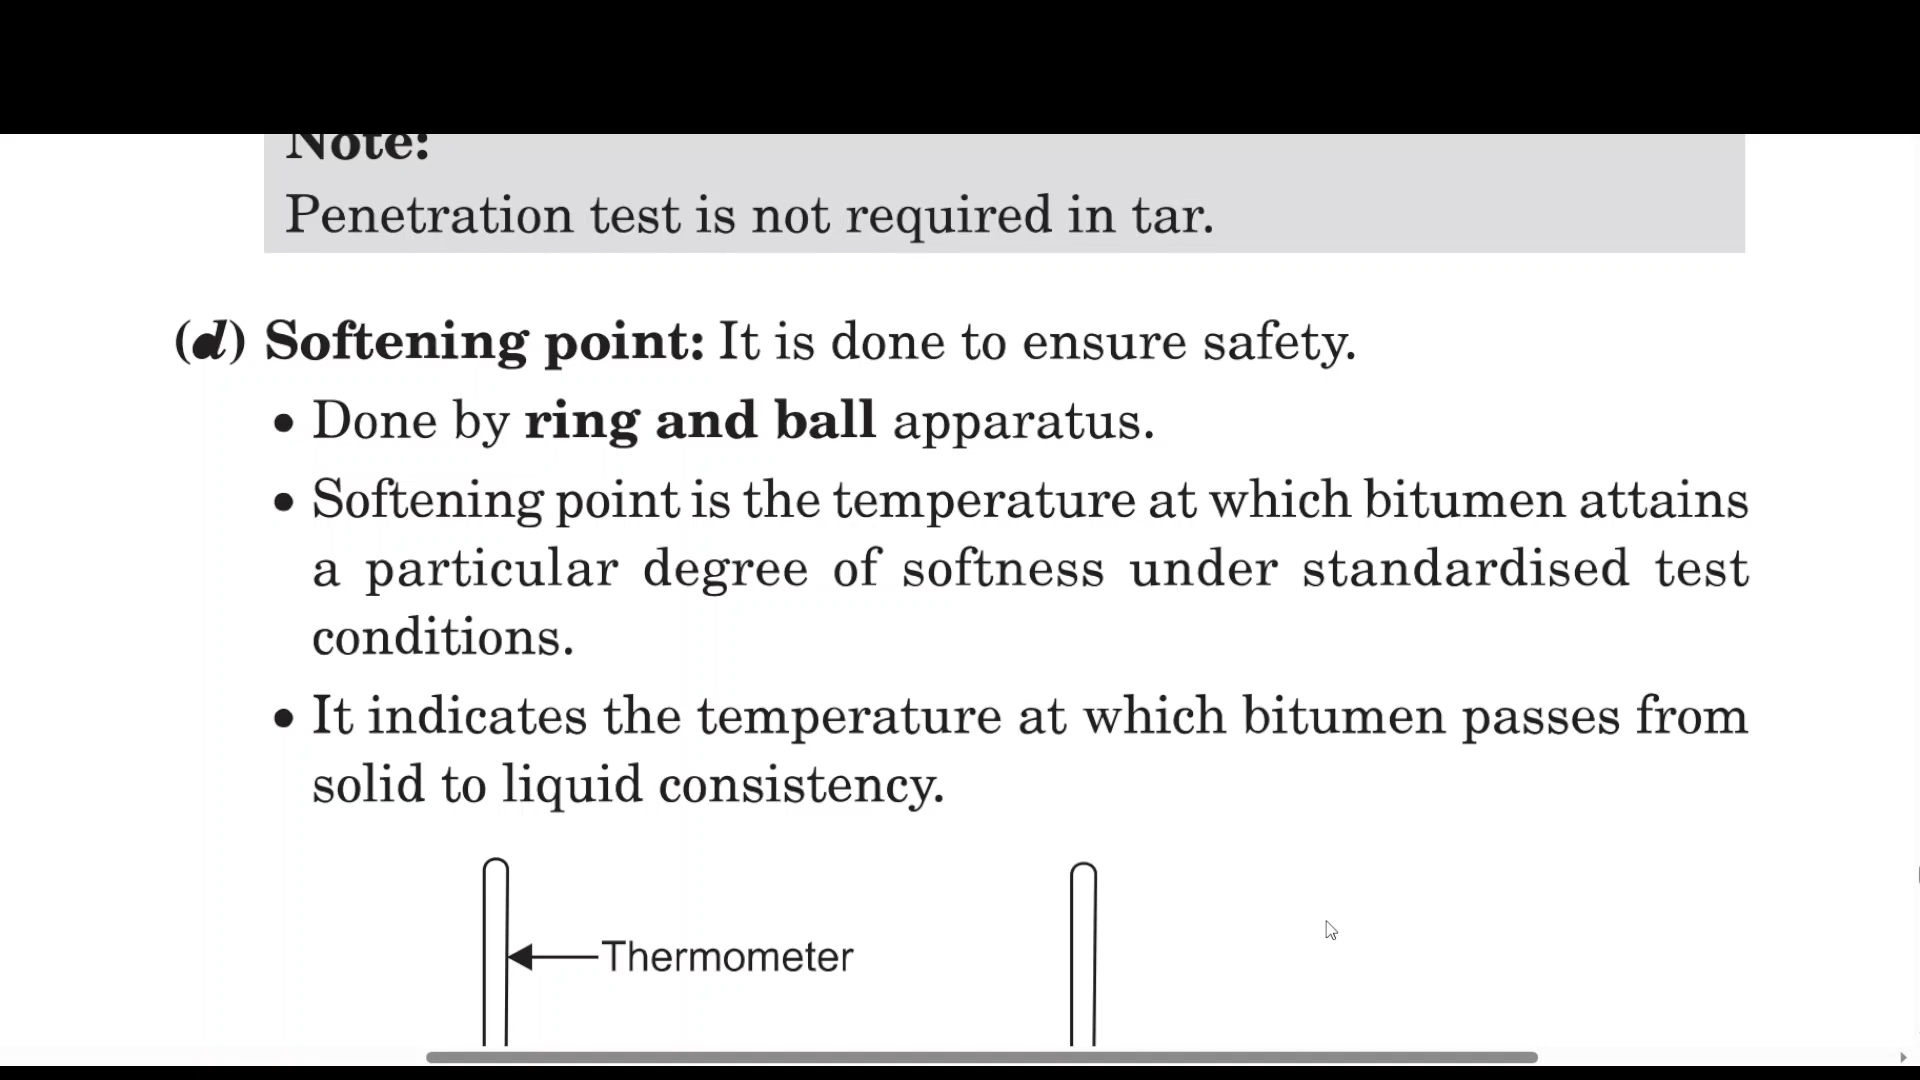 Note:
Penetration test is not required in tar.
(d) Softening point: It is done to ensure safety.
• Done by ring and ball apparatus.
• Softening point is the temperature at which bitumen attains
a particular degree of softness under standardised test
conditions.
• It indicates the temperature at which bitumen passes from
solid to liquid consistency.
Thermometer